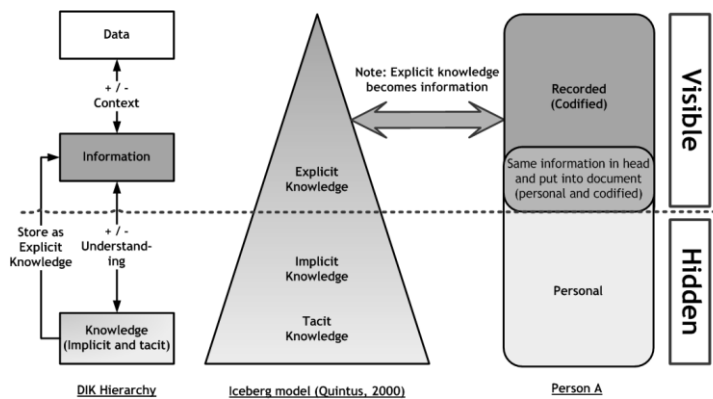 Data
+ / -
Context
Information
Store as
Explicit
Knowledge
+ / -
Understand-
ing
Knowledge
(Implicit and tacit)
DIK Hierarchy
Explicit
Knowledge
Implicit
Knowledge
Tacit
Knowledge
Iceberg model (Quintus, 2000)
Note: Explicit knowledge
becomes information
Recorded
(Codified)
Same information in head
and put into document
(personal and codified)
Personal
Person A
Visible
Hidden